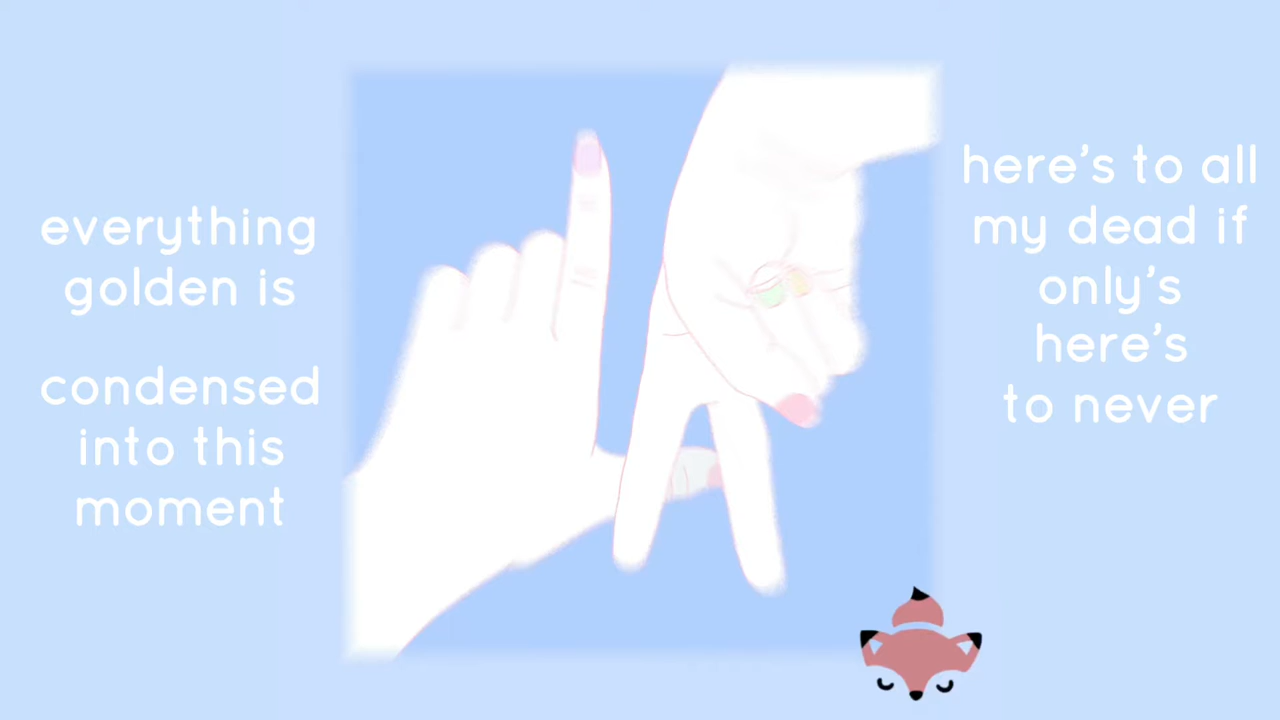 everything
golden is
condensed
into this
moment
here's to all
my dead if
only's
here's
to never